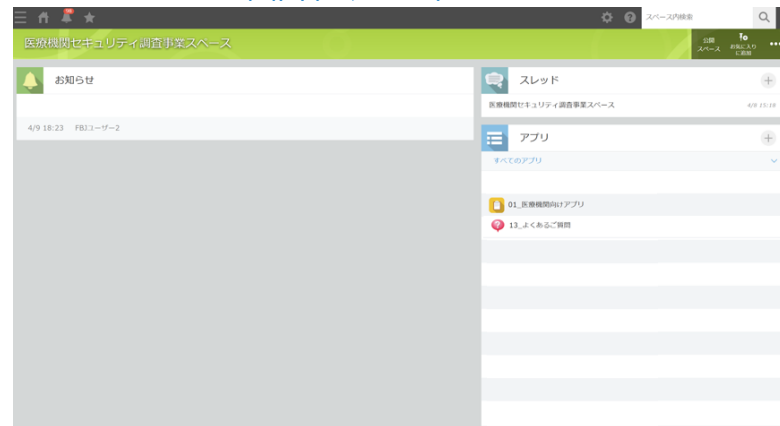 スペース内検索
医療機関セキュリティ調査事業スペース
公開
スペース
お気に入り
に追加
お知らせ
4/9 18:23 FBJユーザー2
スレッド
医療機関セキュリティ調査事業スペース 4/9 15:19
アプリ
すべてのアプリ
01_医療機関向けアプリ
13_よくあるご質問